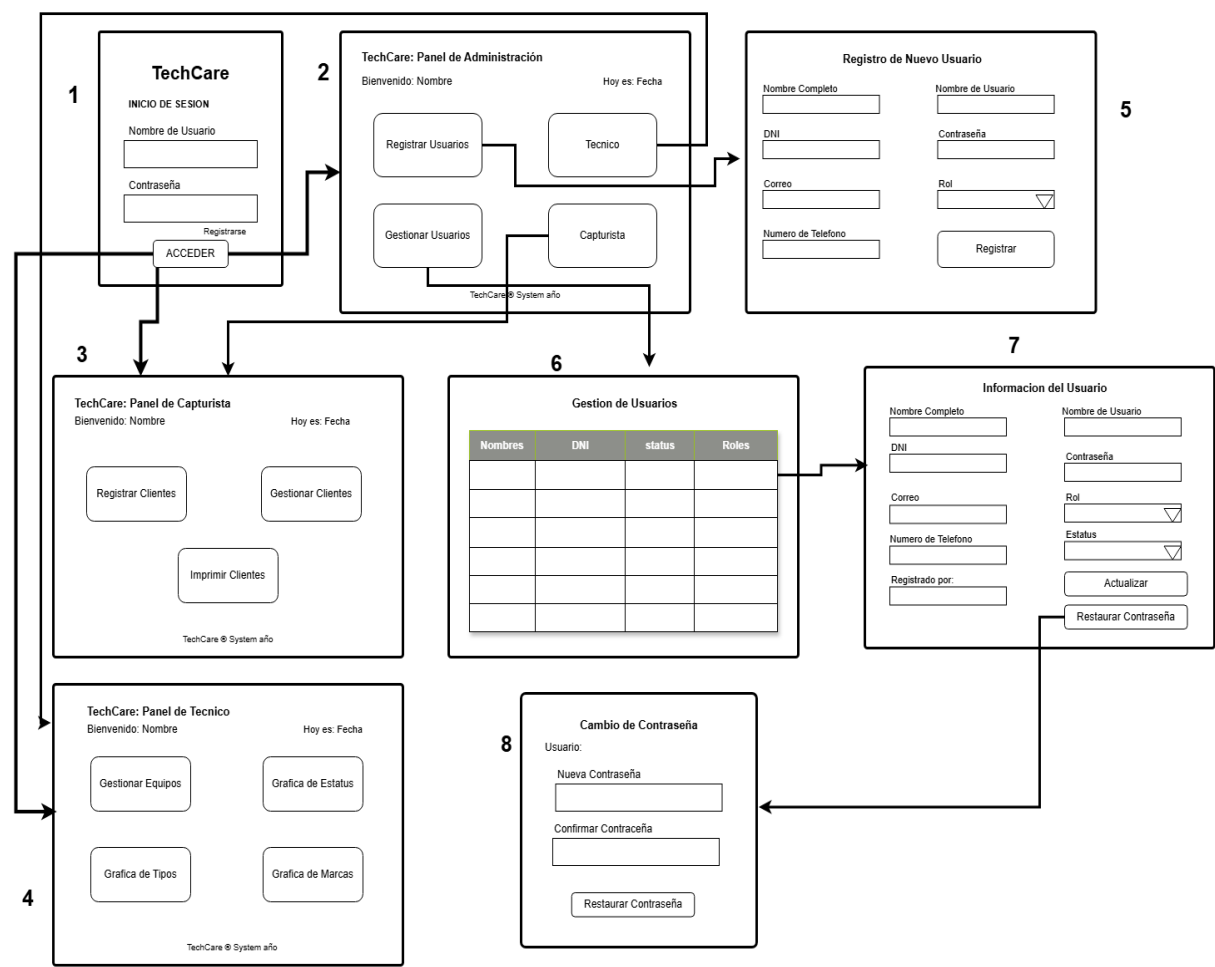 1
TechCare
INICIO DE SESION
Nombre de Usuario
Contraseña
Registrarse
ACCEDER
2
TechCare: Panel de Administración
Bienvenido: Nombre
Hoy es: Fecha
Registrar Usuarios
Tecnico
Gestionar Usuarios
Capturista
TechCare ® System año
5
Registro de Nuevo Usuario
Nombre Completo
Nombre de Usuario
DNI
Contraseña
Correo
Rol
Numero de Telefono
Registrar
3
TechCare: Panel de Capturista
Bienvenido: Nombre
Hoy es: Fecha
Registrar Clientes
Gestionar Clientes
Imprimir Clientes
TechCare ® System año
6
Gestion de Usuarios
Nombres
DNI
status
Roles
7
Informacion del Usuario
Nombre Completo
Nombre de Usuario
DNI
Contraseña
Correo
Rol
Numero de Telefono
Estatus
Registrado por:
Actualizar
Restaurar Contraseña
4
TechCare: Panel de Tecnico
Bienvenido: Nombre
Hoy es: Fecha
Gestionar Equipos
Grafica de Estatus
Grafica de Tipos
Grafica de Marcas
TechCare ® System año
8
Cambio de Contraseña
Usuario:
Nueva Contraseña
Confirmar Contraceña
Restaurar Contraseña